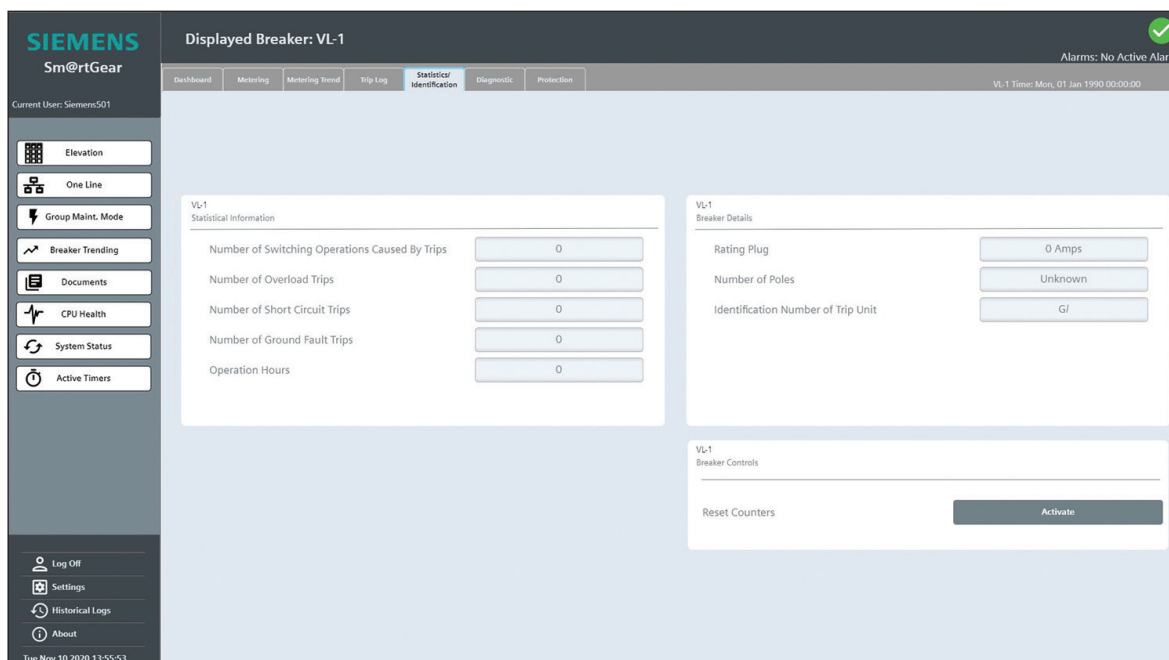 SIEMENS
Sm@rtGear
Current User: Siemens501
Elevation
One Line
Group Maint. Mode
Breaker Trending
Documents
CPU Health
System Status
Active Timers
Log Off
Settings
Historical Logs
About
Tue Nov 10 2020 13:55:53
Displayed Breaker: VL-1
Alarms: No Active Alar
Dashboard
Metering
Metering Trend
Trip Log
Statistics/
Identification
Diagnostic
Protection
VL-1 Time: Mon, 01 Jan 1990 00:00:00
VL-1
Statistical Information
Number of Switching Operations Caused By Trips 0
Number of Overload Trips 0
Number of Short Circuit Trips 0
Number of Ground Fault Trips 0
Operation Hours 0
VL-1
Breaker Details
Rating Plug 0 Amps
Number of Poles Unknown
Identification Number of Trip Unit G/
VL-1
Breaker Controls
Reset Counters Activate